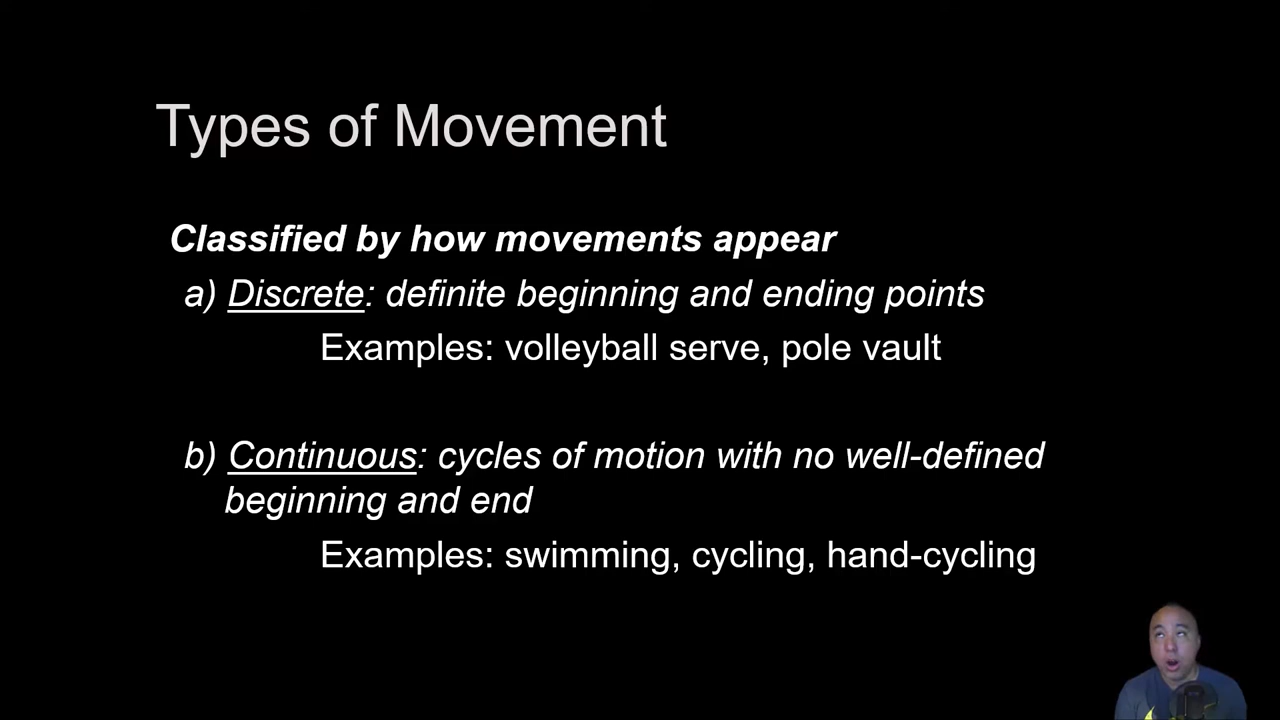 Types of Movement
Classified by how movements appear
a) Discrete: definite beginning and ending points
Examples: volleyball serve, pole vault
b) Continuous: cycles of motion with no well-defined
beginning and end
Examples: swimming, cycling, hand-cycling